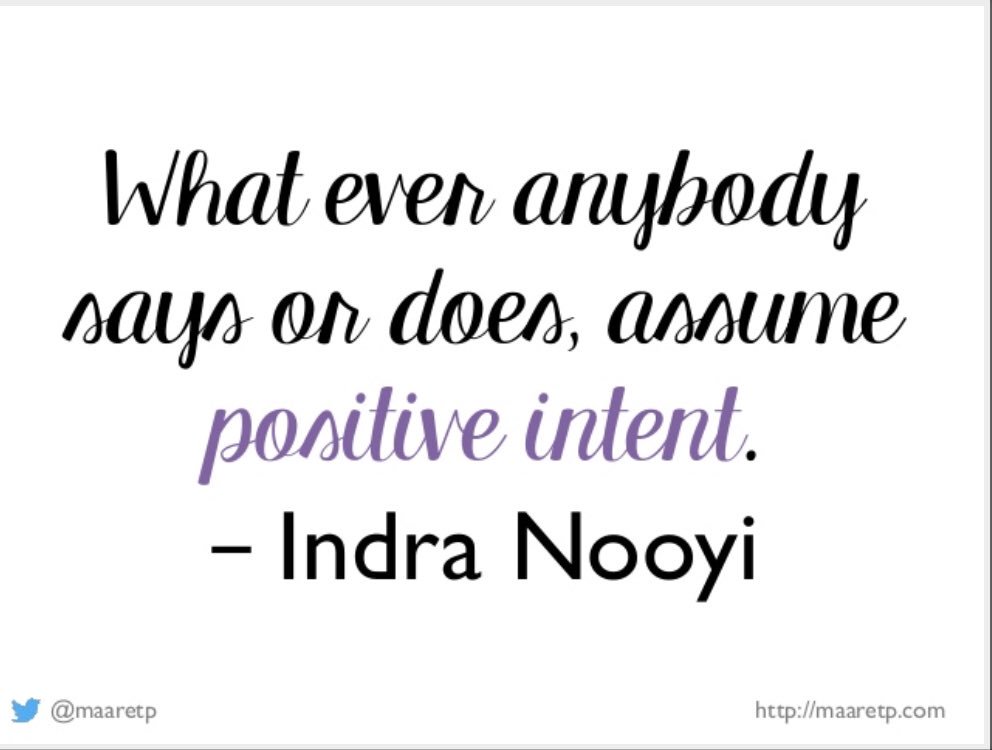 What ever anybody
says or does, assume
positive intent.
– Indra Nooyi
@maaretp
http://maaretp.com